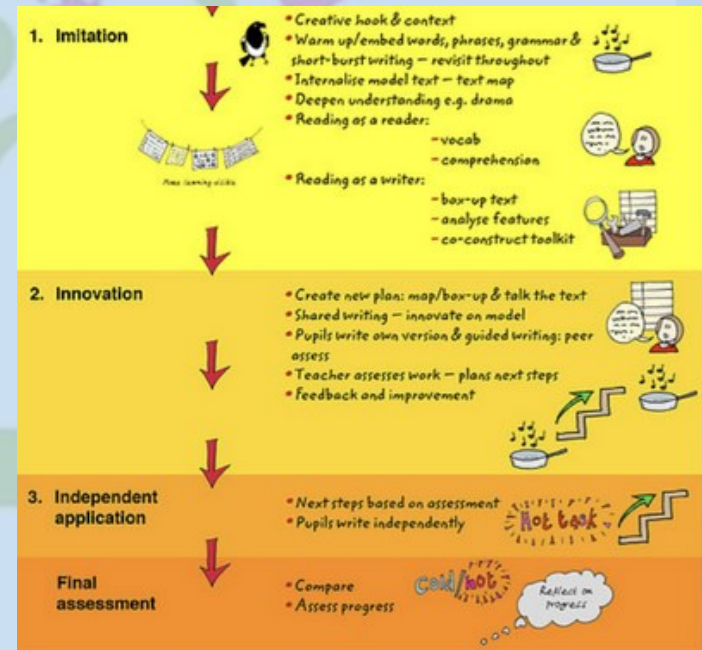 1. Imitation
• Creative hook & context
• Warm up/embed words, phrases, grammar &
short-burst writing – revisit throughout
• Internalise model text – text map
• Deepen understanding e.g. drama
• Reading as a reader:
– vocab
– comprehension
• Reading as a writer:
– box-up text
– analyse features
– co-construct toolkit
Make learning visible
2. Innovation
• Create new plan: map/box-up & talk the text
• Shared writing – innovate on model
• Pupils write own version & guided writing: peer
assess
• Teacher assesses work – plans next steps
• Feedback and improvement
3. Independent
application
• Next steps based on assessment
• Pupils write independently
Hot task
Final
assessment
• Compare
• Assess progress
Cold/hot
Reflect on
progress